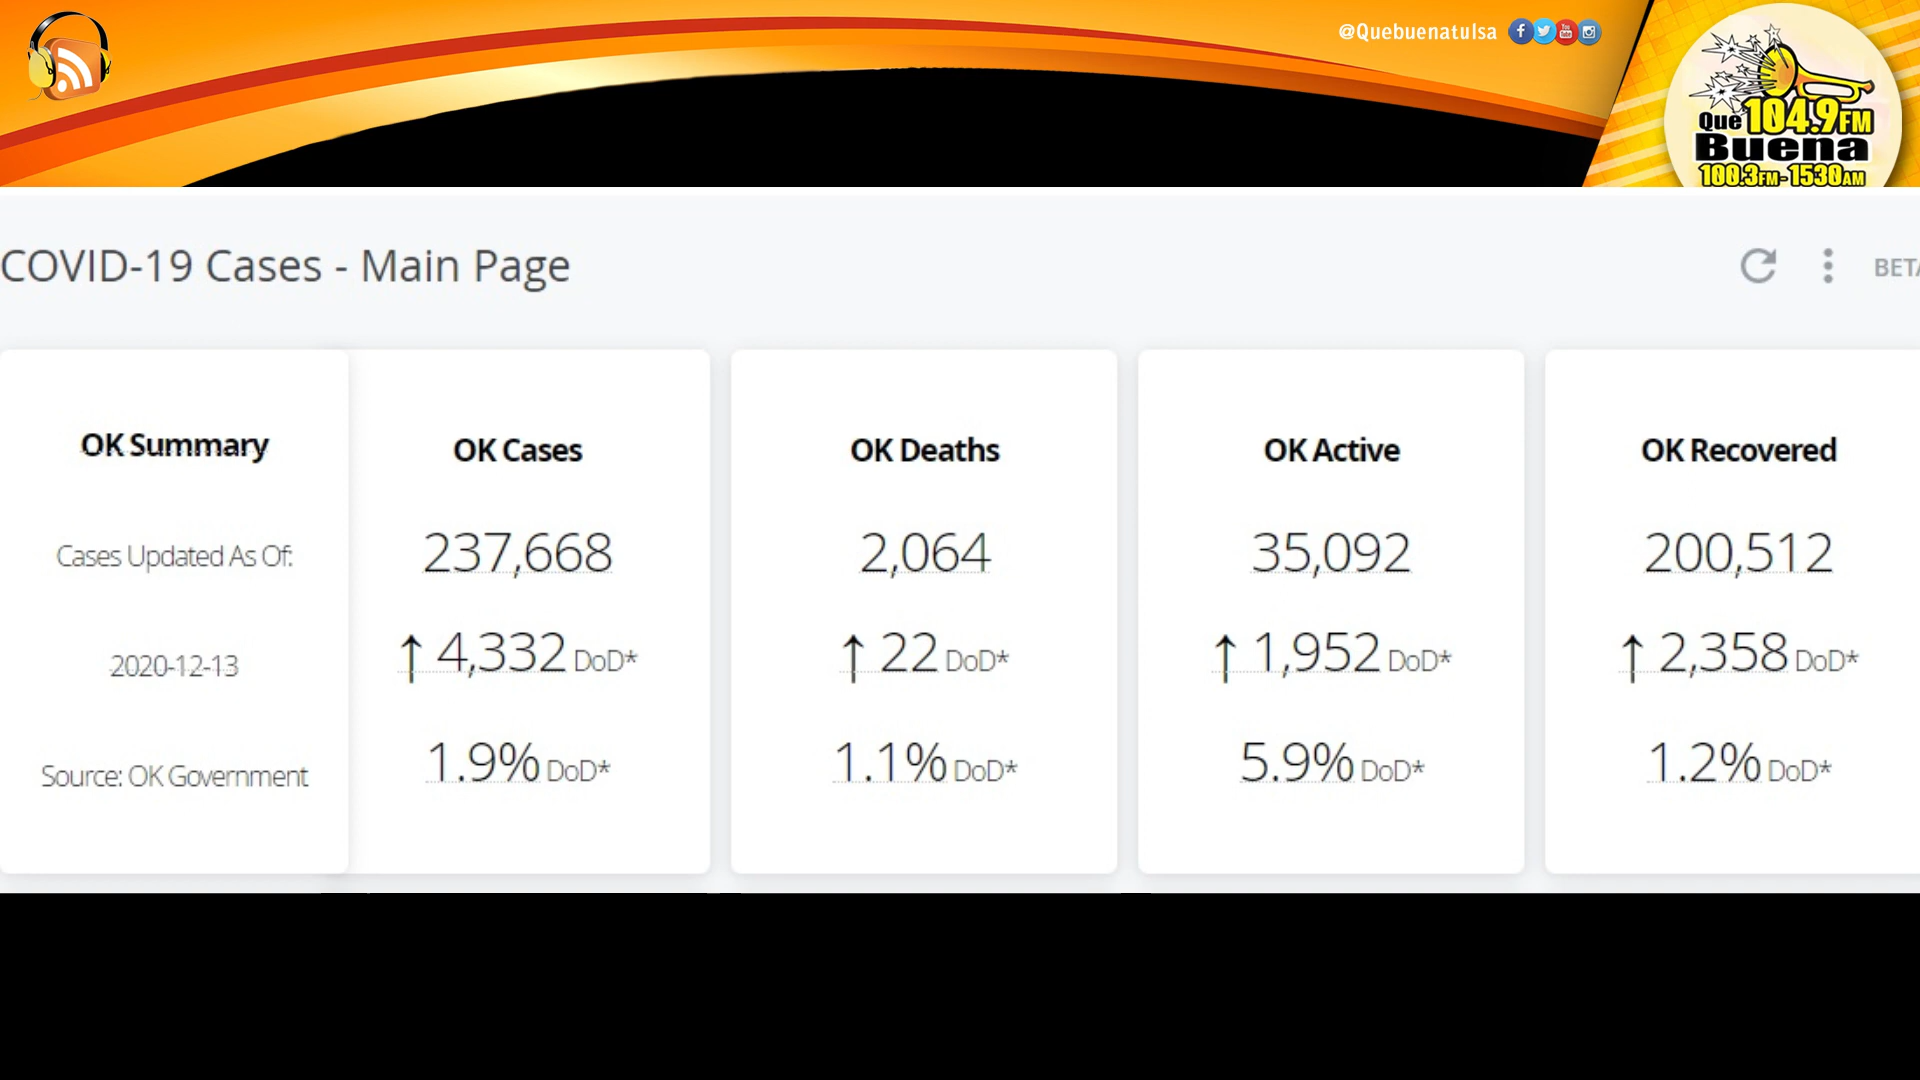 @Quebuenatulsa
Que 104.9FM
Buena
100.3FM-1530AM
COVID-19 Cases - Main Page
BETA
OK Summary
Cases Updated As Of:
2020-12-13
Source: OK Government
OK Cases
237,668
↑ 4,332 DoD*
1.9% DoD*
OK Deaths
2,064
↑ 22 DoD*
1.1% DoD*
OK Active
35,092
↑ 1,952 DoD*
5.9% DoD*
OK Recovered
200,512
↑ 2,358 DoD*
1.2% DoD*